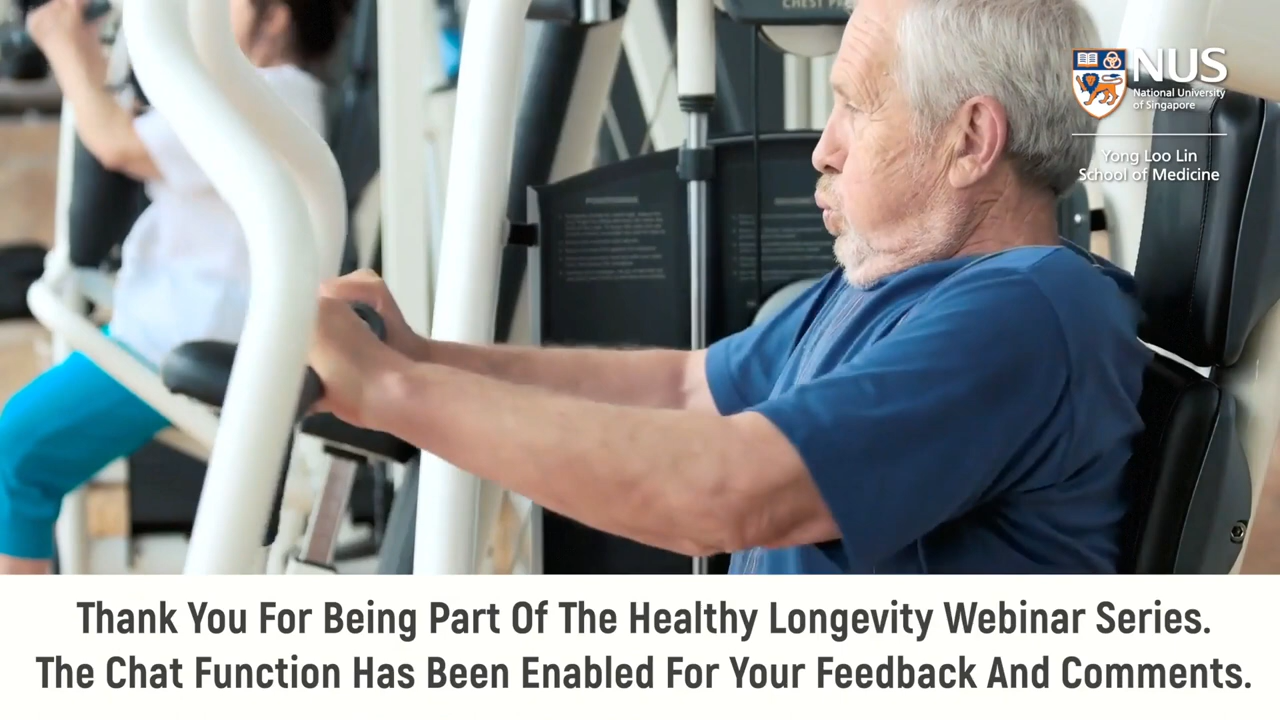 CHEST
NUS
National University
of Singapore
Yong Loo Lin
School of Medicine
Thank You For Being Part Of The Healthy Longevity Webinar Series.
The Chat Function Has Been Enabled For Your Feedback And Comments.